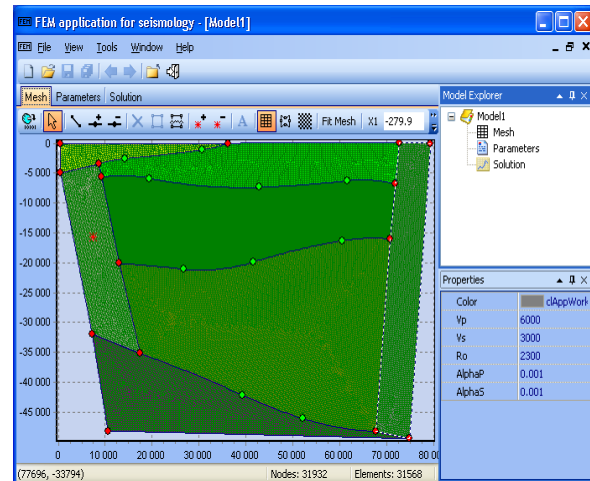 FEM FEM application for seismology - [Model1]
FEM File View Tools Window Help
Mesh Parameters Solution
Model Explorer
A Fit Mesh X1 -279.9
Model1
Mesh
Parameters
Solution
0
-5 000
-10 000
-15 000
-20 000
-25 000
-30 000
-35 000
-40 000
-45 000
0 10 000 20 000 30 000 40 000 50 000 60 000 70 000 80 0
Properties
Color clAppWork
Vp 6000
Vs 3000
Ro 2300
AlphaP 0.001
AlphaS 0.001
(77696, -33794) Nodes: 31932 Elements: 31568